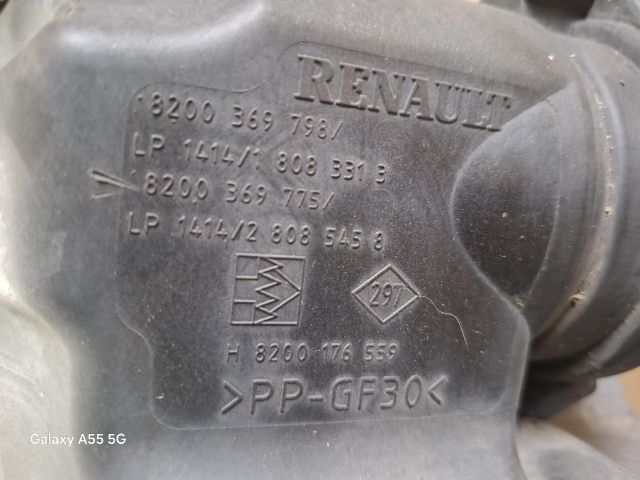 RENAULT
8200 369 798/
LP 1414/1 808 331 3
8200 369 775/
LP 1414/2 808 545 8
297
H 8200 176 559
>PP-GF30<
Galaxy A55 5G